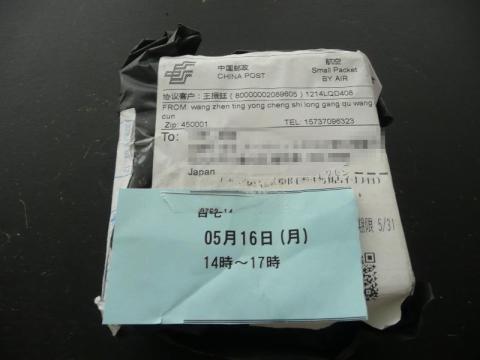 中国邮政
CHINA POST
航空
Small Packet
BY AIR
协议客户：王振廷 ( 80000002089605 ) 1214LQD408
FROM: wang zhen ting yong cheng shi long gang qu wang
cun
Zip: 450001 TEL: 15737096323
To:
Japan
期限 5/31
05月16日(月)
14時～17時